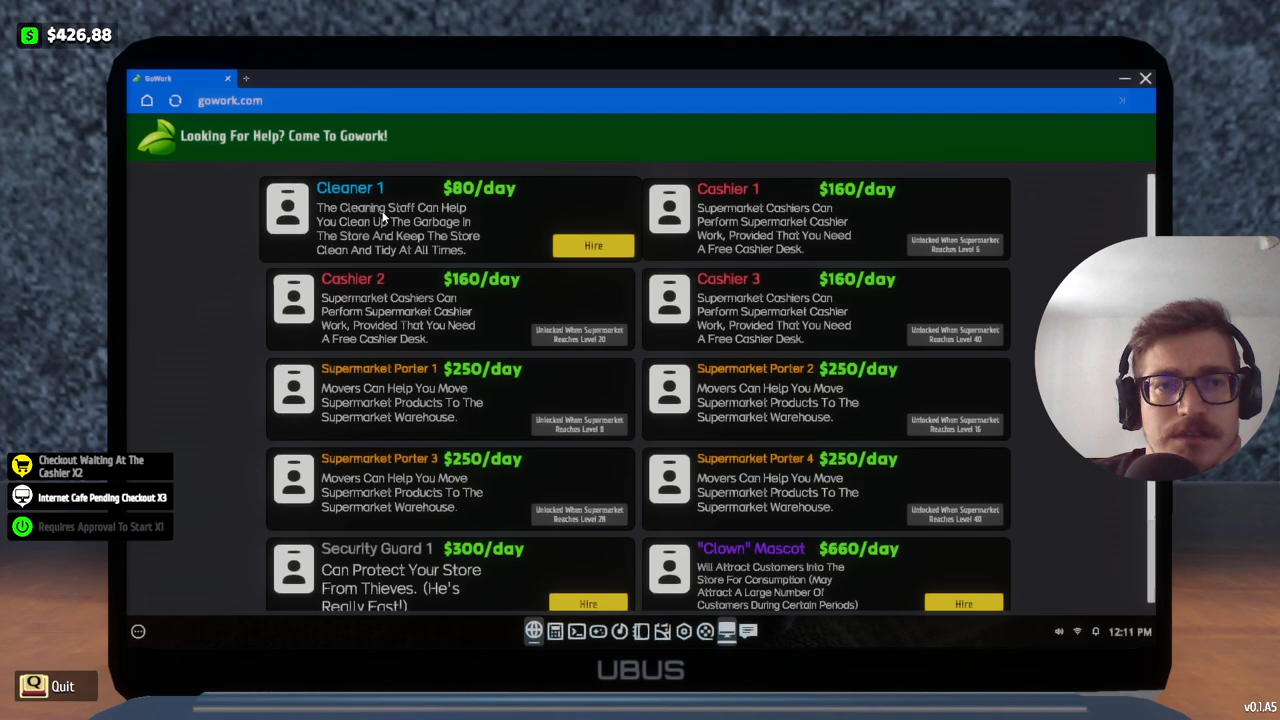 $ $426,88
GoWork
gowork.com
Looking For Help? Come To Gowork!
Cleaner 1 $80/day
The Cleaning Staff Can Help
You Clean Up The Garbage In
The Store And Keep The Store
Clean And Tidy At All Times.
Hire
Cashier 1 $160/day
Supermarket Cashiers Can
Perform Supermarket Cashier
Work, Provided That You Need
A Free Cashier Desk.
Unlocked When Supermarket
Reaches Level 6
Cashier 2 $160/day
Supermarket Cashiers Can
Perform Supermarket Cashier
Work, Provided That You Need
A Free Cashier Desk.
Unlocked When Supermarket
Reaches Level 20
Cashier 3 $160/day
Supermarket Cashiers Can
Perform Supermarket Cashier
Work, Provided That You Need
A Free Cashier Desk.
Unlocked When Supermarket
Reaches Level 40
Supermarket Porter 1 $250/day
Movers Can Help You Move
Supermarket Products To The
Supermarket Warehouse.
Unlocked When Supermarket
Reaches Level 8
Supermarket Porter 2 $250/day
Movers Can Help You Move
Supermarket Products To The
Supermarket Warehouse.
Unlocked When Supermarket
Reaches Level 16
Supermarket Porter 3 $250/day
Movers Can Help You Move
Supermarket Products To The
Supermarket Warehouse.
Unlocked When Supermarket
Reaches Level 28
Supermarket Porter 4 $250/day
Movers Can Help You Move
Supermarket Products To The
Supermarket Warehouse.
Unlocked When Supermarket
Reaches Level 40
Security Guard 1 $300/day
Can Protect Your Store
From Thieves. (He's
Really Fast!)
Hire
"Clown" Mascot $660/day
Will Attract Customers Into The
Store For Consumption (May
Attract A Large Number Of
Customers During Certain Periods)
Hire
Checkout Waiting At The
Cashier X2
Internet Cafe Pending Checkout X3
Requires Approval To Start X1
12:11 PM
UBUS
Q Quit
v0.1.A5